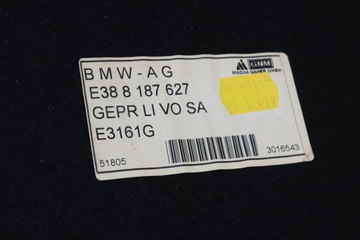 BMW-AG
E38 8 187 627
GEPR LI VO SA
E3161G
51805
3016543